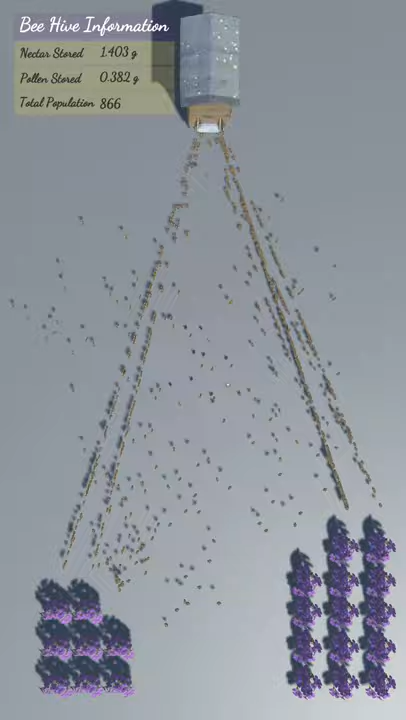 Bee Hive Information
Nectar Stored 1.403 g
Pollen Stored 0.382 g
Total Population 866